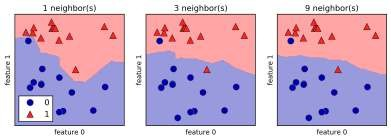 1 neighbor(s)
3 neighbor(s)
9 neighbor(s)
feature 1
feature 1
feature 1
0
1
feature 0
feature 0
feature 0